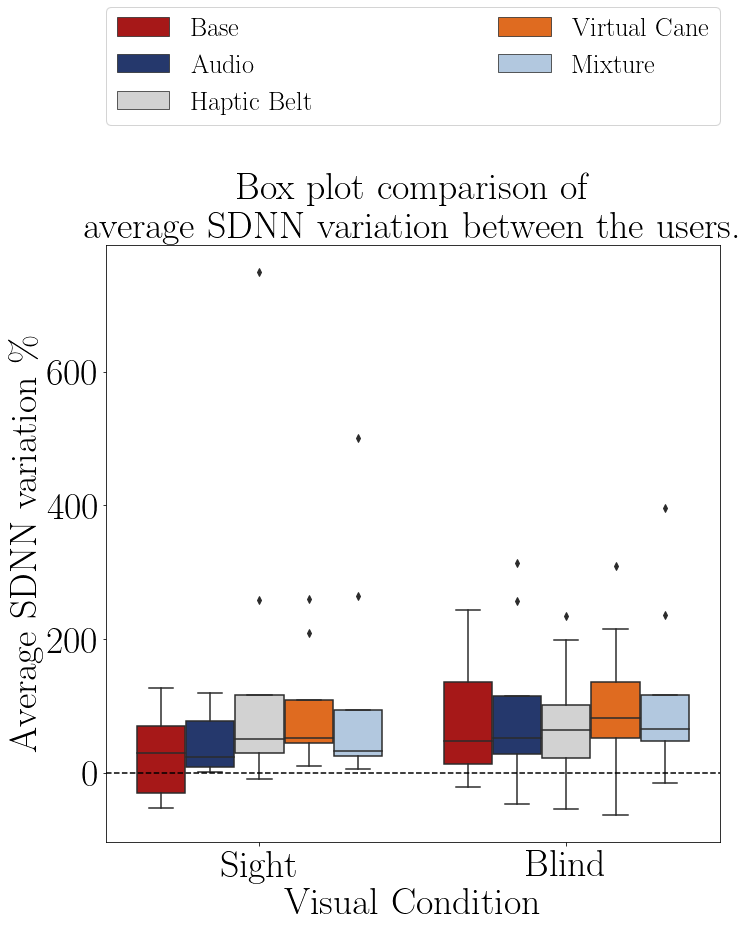 Base
Audio
Haptic Belt
Virtual Cane
Mixture
Box plot comparison of
average SDNN variation between the users.
Average SDNN variation %
600
400
200
0
Sight
Blind
Visual Condition